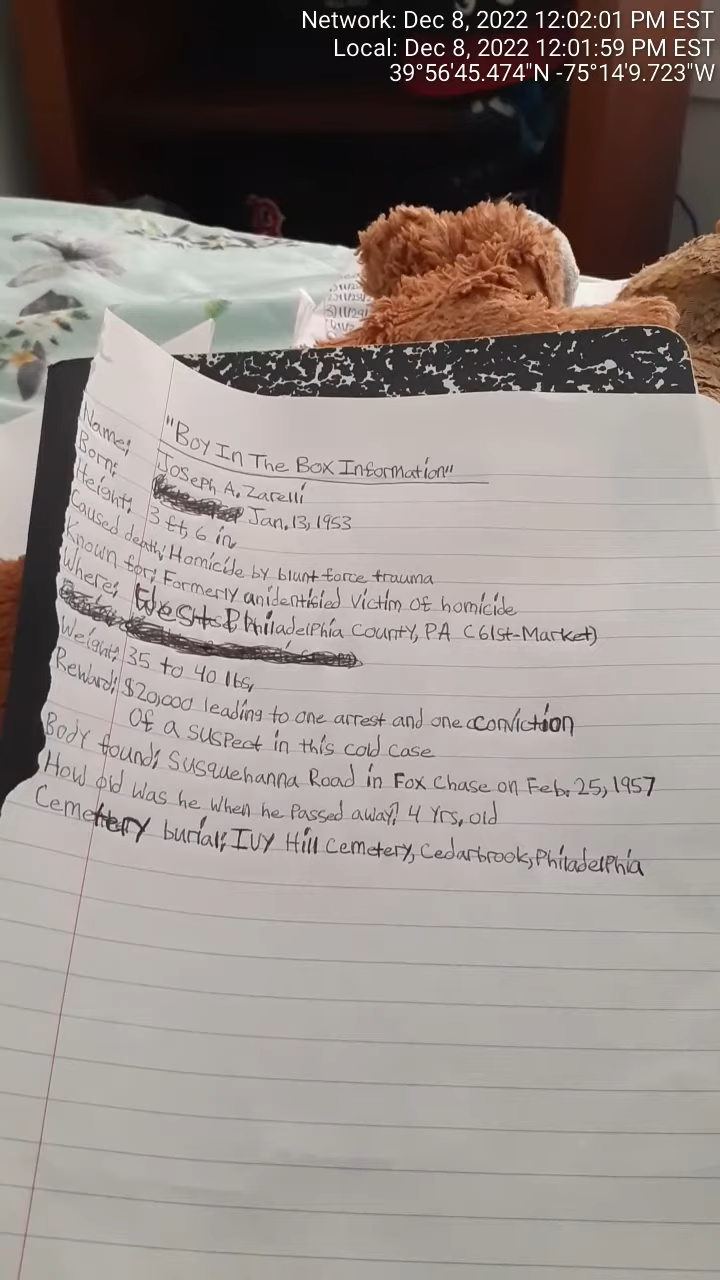 Network: Dec 8, 2022 12:02:01 PM EST
Local: Dec 8, 2022 12:01:59 PM EST
39°56'45.474"N -75°14'9.723"W
"Boy In The Box Information"
Name; Joseph A. Zarelli
Born; Jan. 13, 1953
Height; 3 ft, 6 in,
Caused death; Homicide by blunt force trauma
Known for; Formerly anidentisied victim of homicide
Where; West Philadelphia County, PA (61st-Market)
Weight; 35 to 40 lbs,
Reward; $20,000 leading to one arrest and one conviction
Of a suspect in this cold case
Body found; Susquehanna Road in Fox Chase on Feb. 25, 1957
How old was he when he passed away? 4 yrs, old
Cemetery burial; Ivy Hill Cemetery, Cedarbrook, Philadelphia